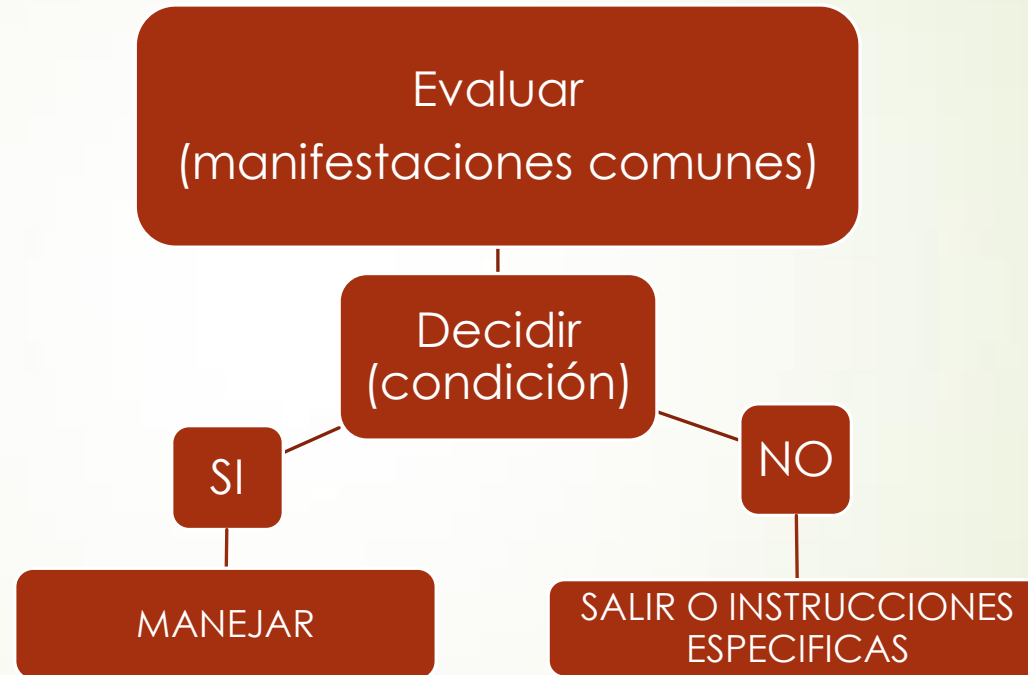 Evaluar
(manifestaciones comunes)
Decidir
(condición)
SI
NO
MANEJAR
SALIR O INSTRUCCIONES
ESPECIFICAS